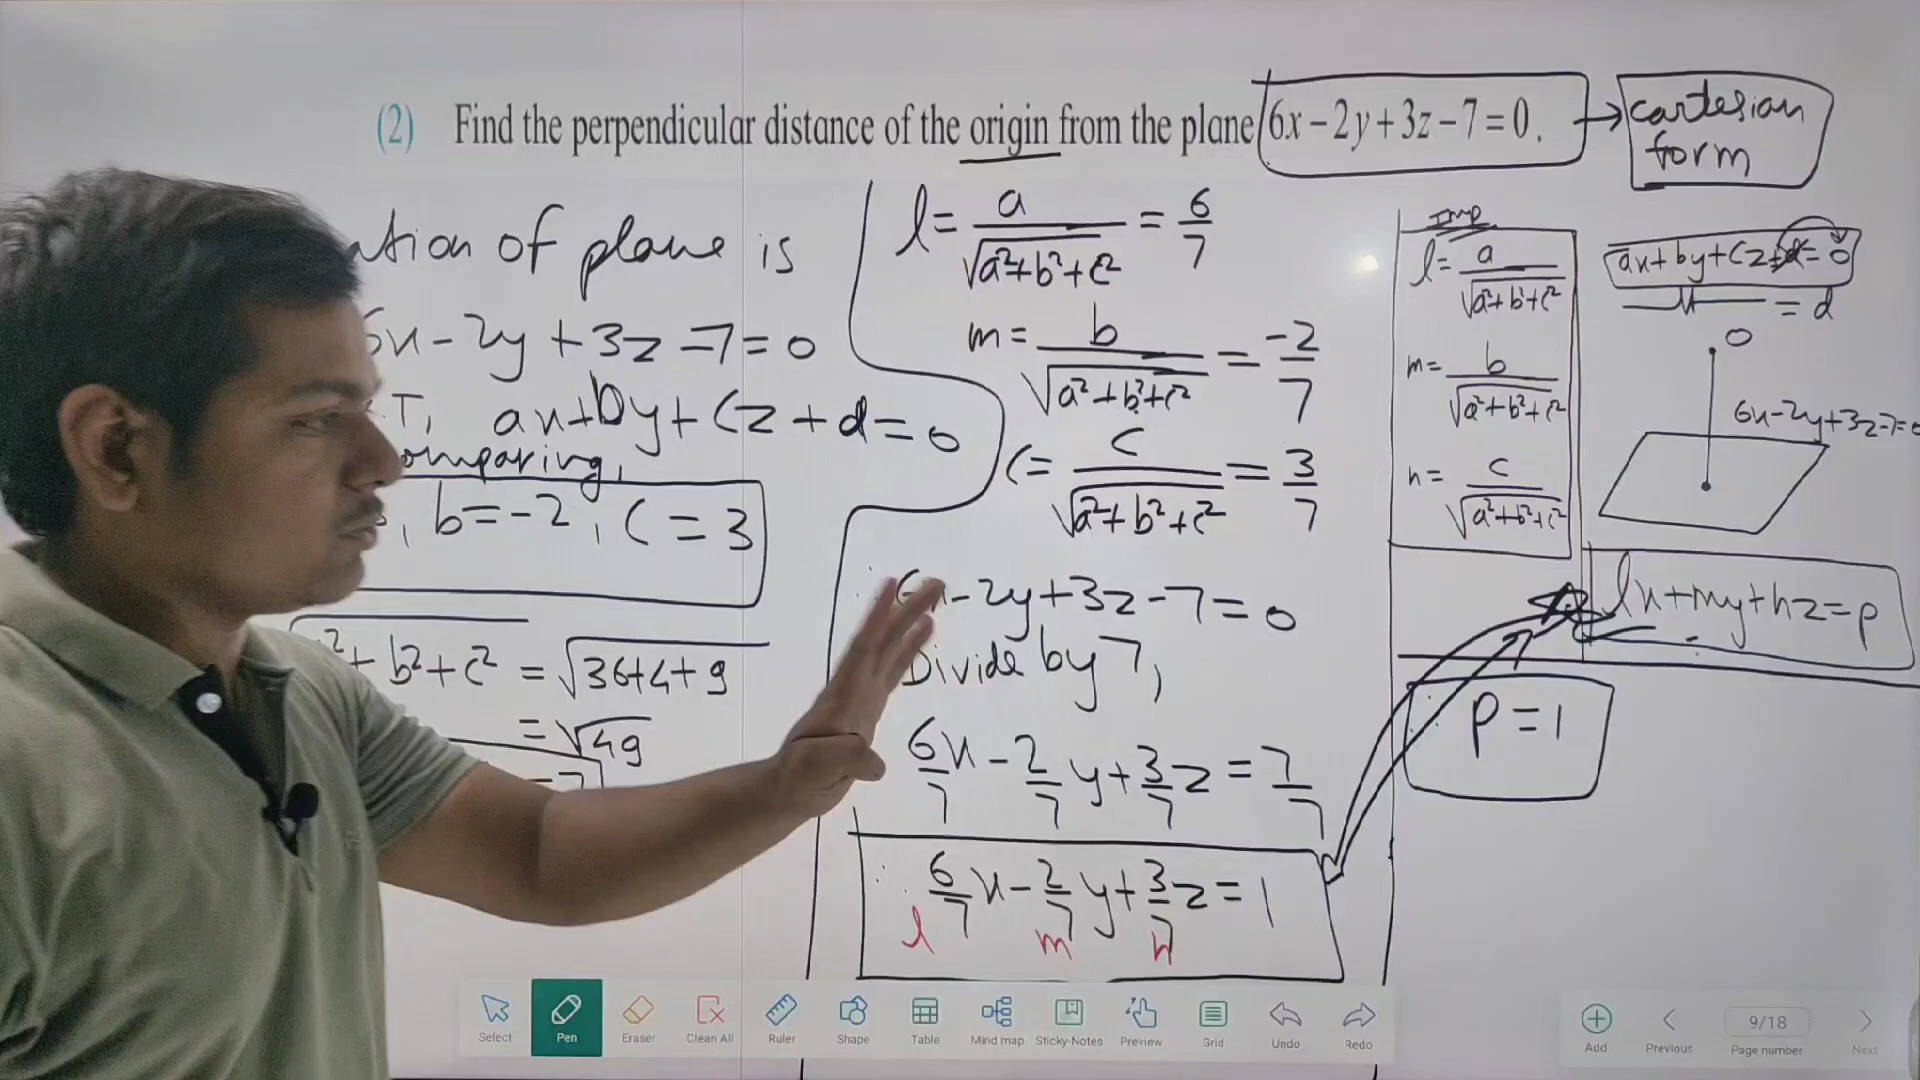 (2) Find the perpendicular distance of the origin from the plane 6x – 2y + 3z – 7 = 0.
→ cartesian form
ation of plane is
6x - 2y + 3z - 7 = 0
.T, ax + by + cz + d = 0
omparing,
, b = -2, c = 3
² + b² + c² = √36+4+9
= √49
= 7
l = a/√a²+b²+c² = 6/7
m = b/√a²+b²+c² = -2/7
c = c/√a²+b²+c² = 3/7
6x - 2y + 3z - 7 = 0
Divide by 7,
6/7 x - 2/7 y + 3/7 z = 7/7
∴ 6/7 x - 2/7 y + 3/7 z = 1
l m n
Imp
l = a/√a²+b²+c²
m = b/√a²+b²+c²
n = c/√a²+b²+c²
ax + by + cz + d = 0
= d
O
6x - 2y + 3z - 7 = 0
lx + my + nz = p
p = 1
Select Pen Eraser Clean All Ruler Shape Table Mind map Sticky-Notes Preview Grid Undo Redo
Add Previous 9/18 Page number Next